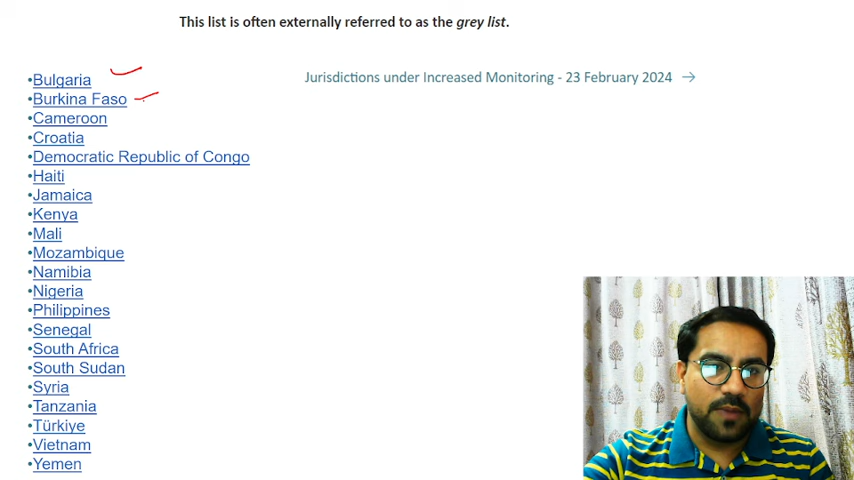 This list is often externally referred to as the grey list.
Jurisdictions under Increased Monitoring - 23 February 2024 →
•Bulgaria
•Burkina Faso
•Cameroon
•Croatia
•Democratic Republic of Congo
•Haiti
•Jamaica
•Kenya
•Mali
•Mozambique
•Namibia
•Nigeria
•Philippines
•Senegal
•South Africa
•South Sudan
•Syria
•Tanzania
•Türkiye
•Vietnam
•Yemen